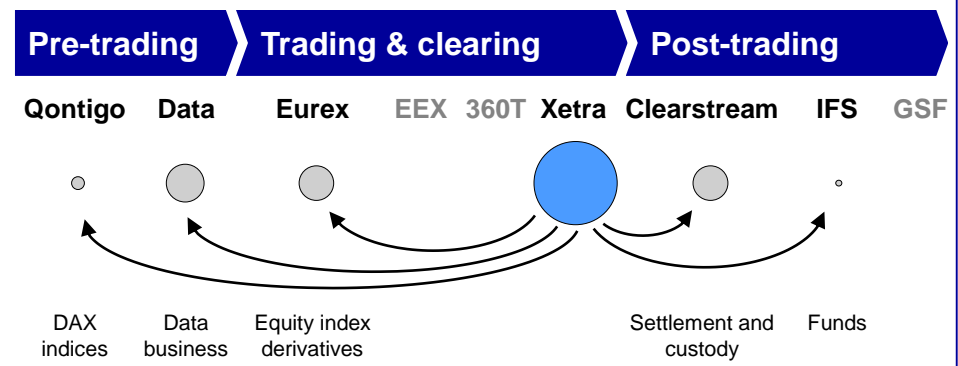 Pre-trading Trading & clearing Post-trading
Qontigo Data Eurex EEX 360T Xetra Clearstream IFS GSF
DAX Data Equity index Settlement and Funds
indices business derivatives custody